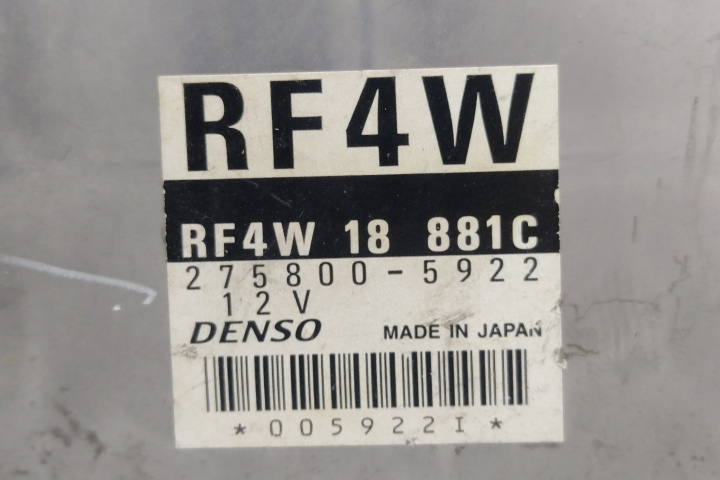 RF4W
RF4W 18 881C
275800-5922
12V
DENSO MADE IN JAPAN
*005922I*